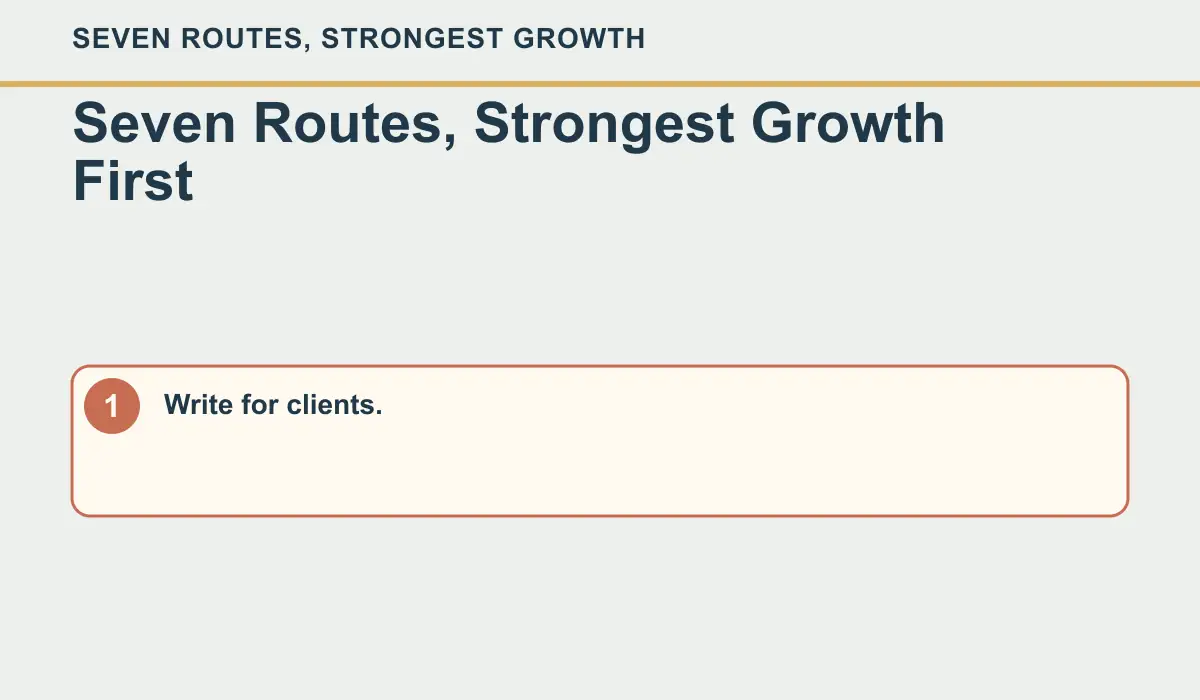 SEVEN ROUTES, STRONGEST GROWTH
Seven Routes, Strongest Growth
First
1 Write for clients.